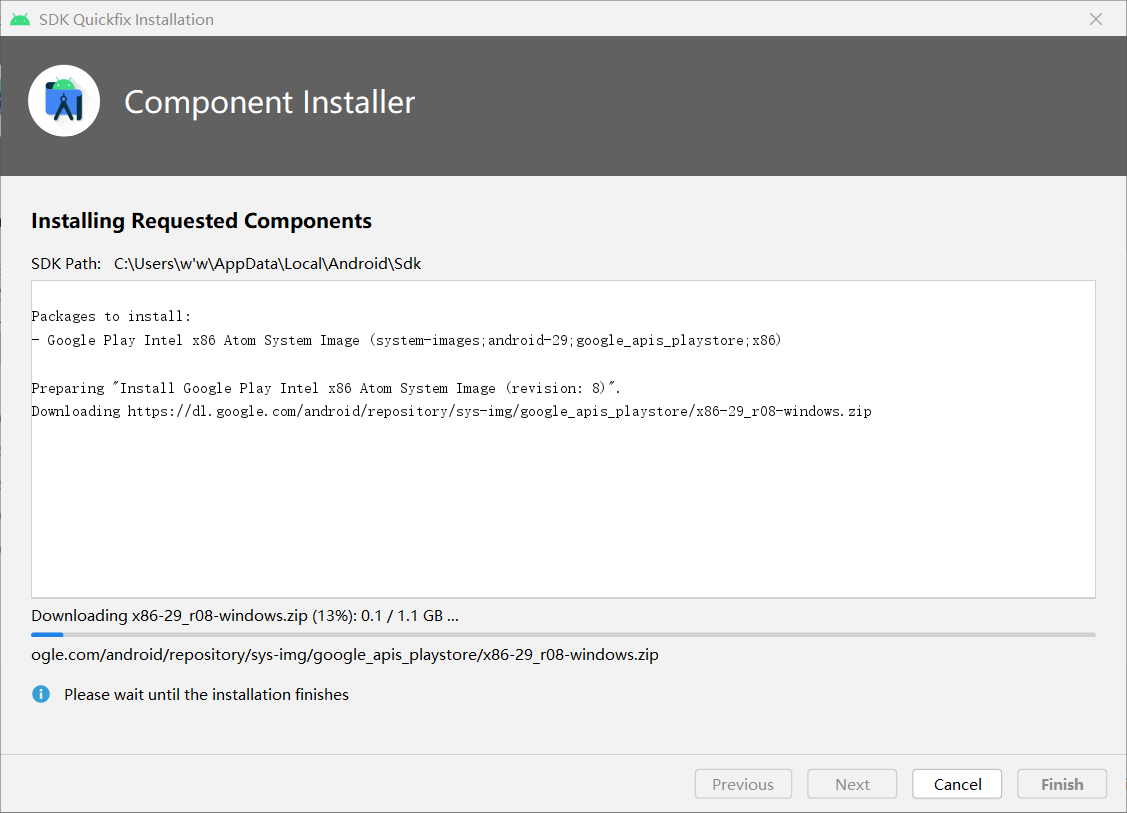 SDK Quickfix Installation
Component Installer
Installing Requested Components
SDK Path: C:\Users\w'w\AppData\Local\Android\Sdk
Packages to install:
- Google Play Intel x86 Atom System Image (system-images;android-29;google_apis_playstore;x86)
Preparing "Install Google Play Intel x86 Atom System Image (revision: 8)".
Downloading https://dl.google.com/android/repository/sys-img/google_apis_playstore/x86-29_r08-windows.zip
Downloading x86-29_r08-windows.zip (13%): 0.1 / 1.1 GB ...
ogle.com/android/repository/sys-img/google_apis_playstore/x86-29_r08-windows.zip
Please wait until the installation finishes
Previous Next Cancel Finish